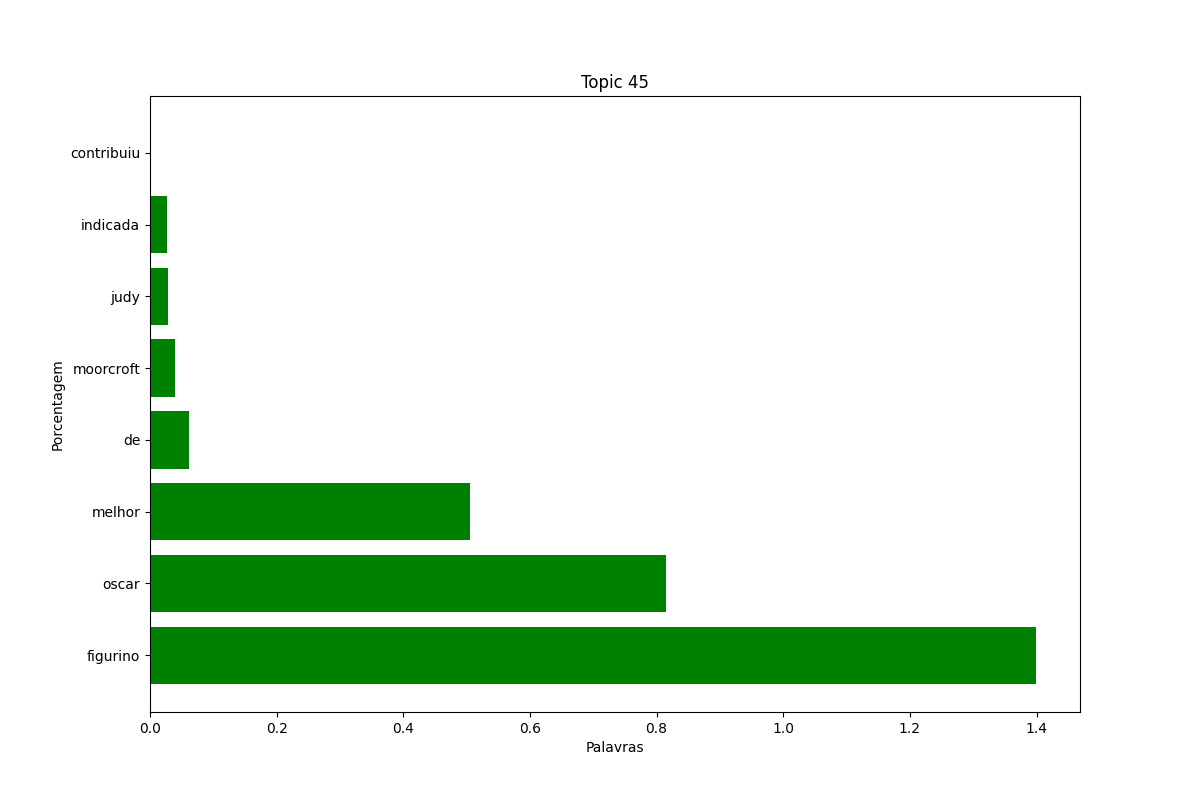 Topic 45
contribuiu
indicada
judy
moorcroft
de
melhor
oscar
figurino
Porcentagem
0.0 0.2 0.4 0.6 0.8 1.0 1.2 1.4
Palavras